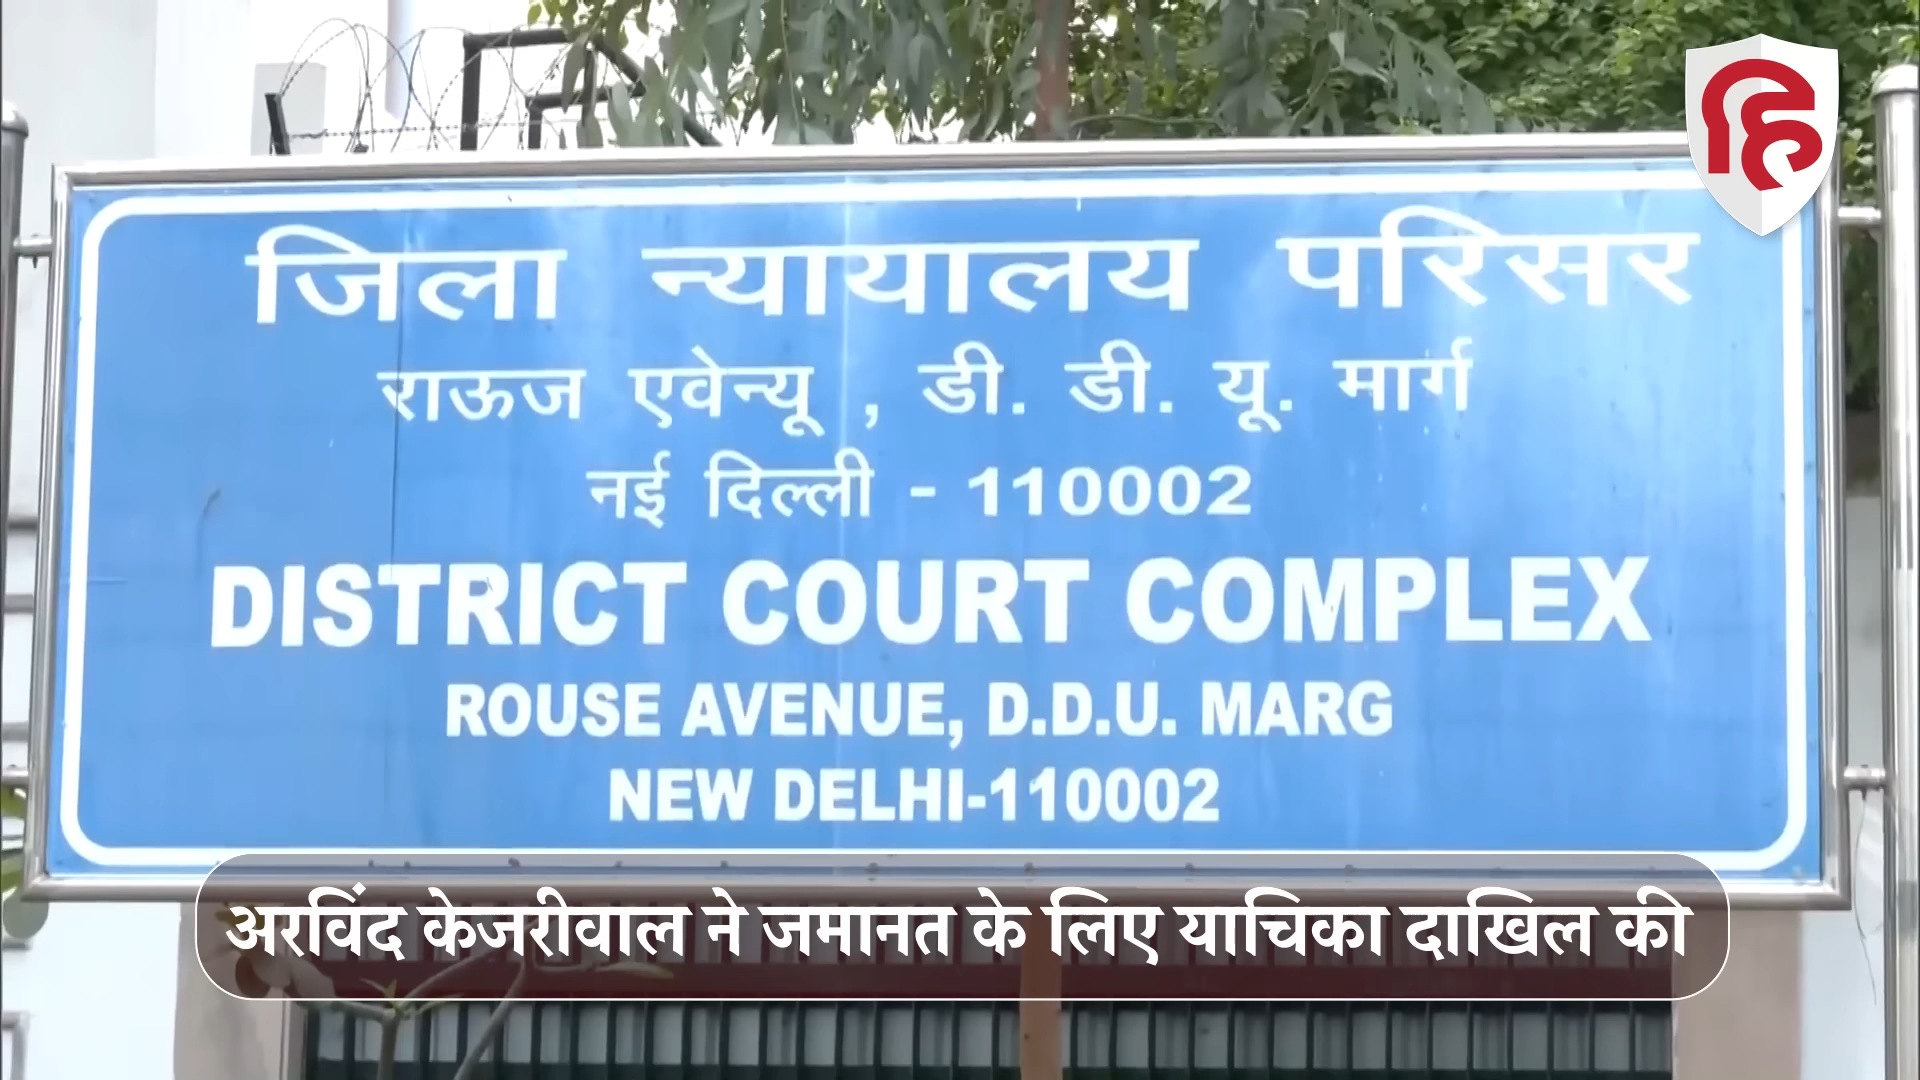 हि
जिला न्यायालय परिसर
राऊज एवेन्यू , डी. डी. यू. मार्ग
नई दिल्ली - 110002
DISTRICT COURT COMPLEX
ROUSE AVENUE, D.D.U. MARG
NEW DELHI-110002
अरविंद केजरीवाल ने जमानत के लिए याचिका दाखिल की